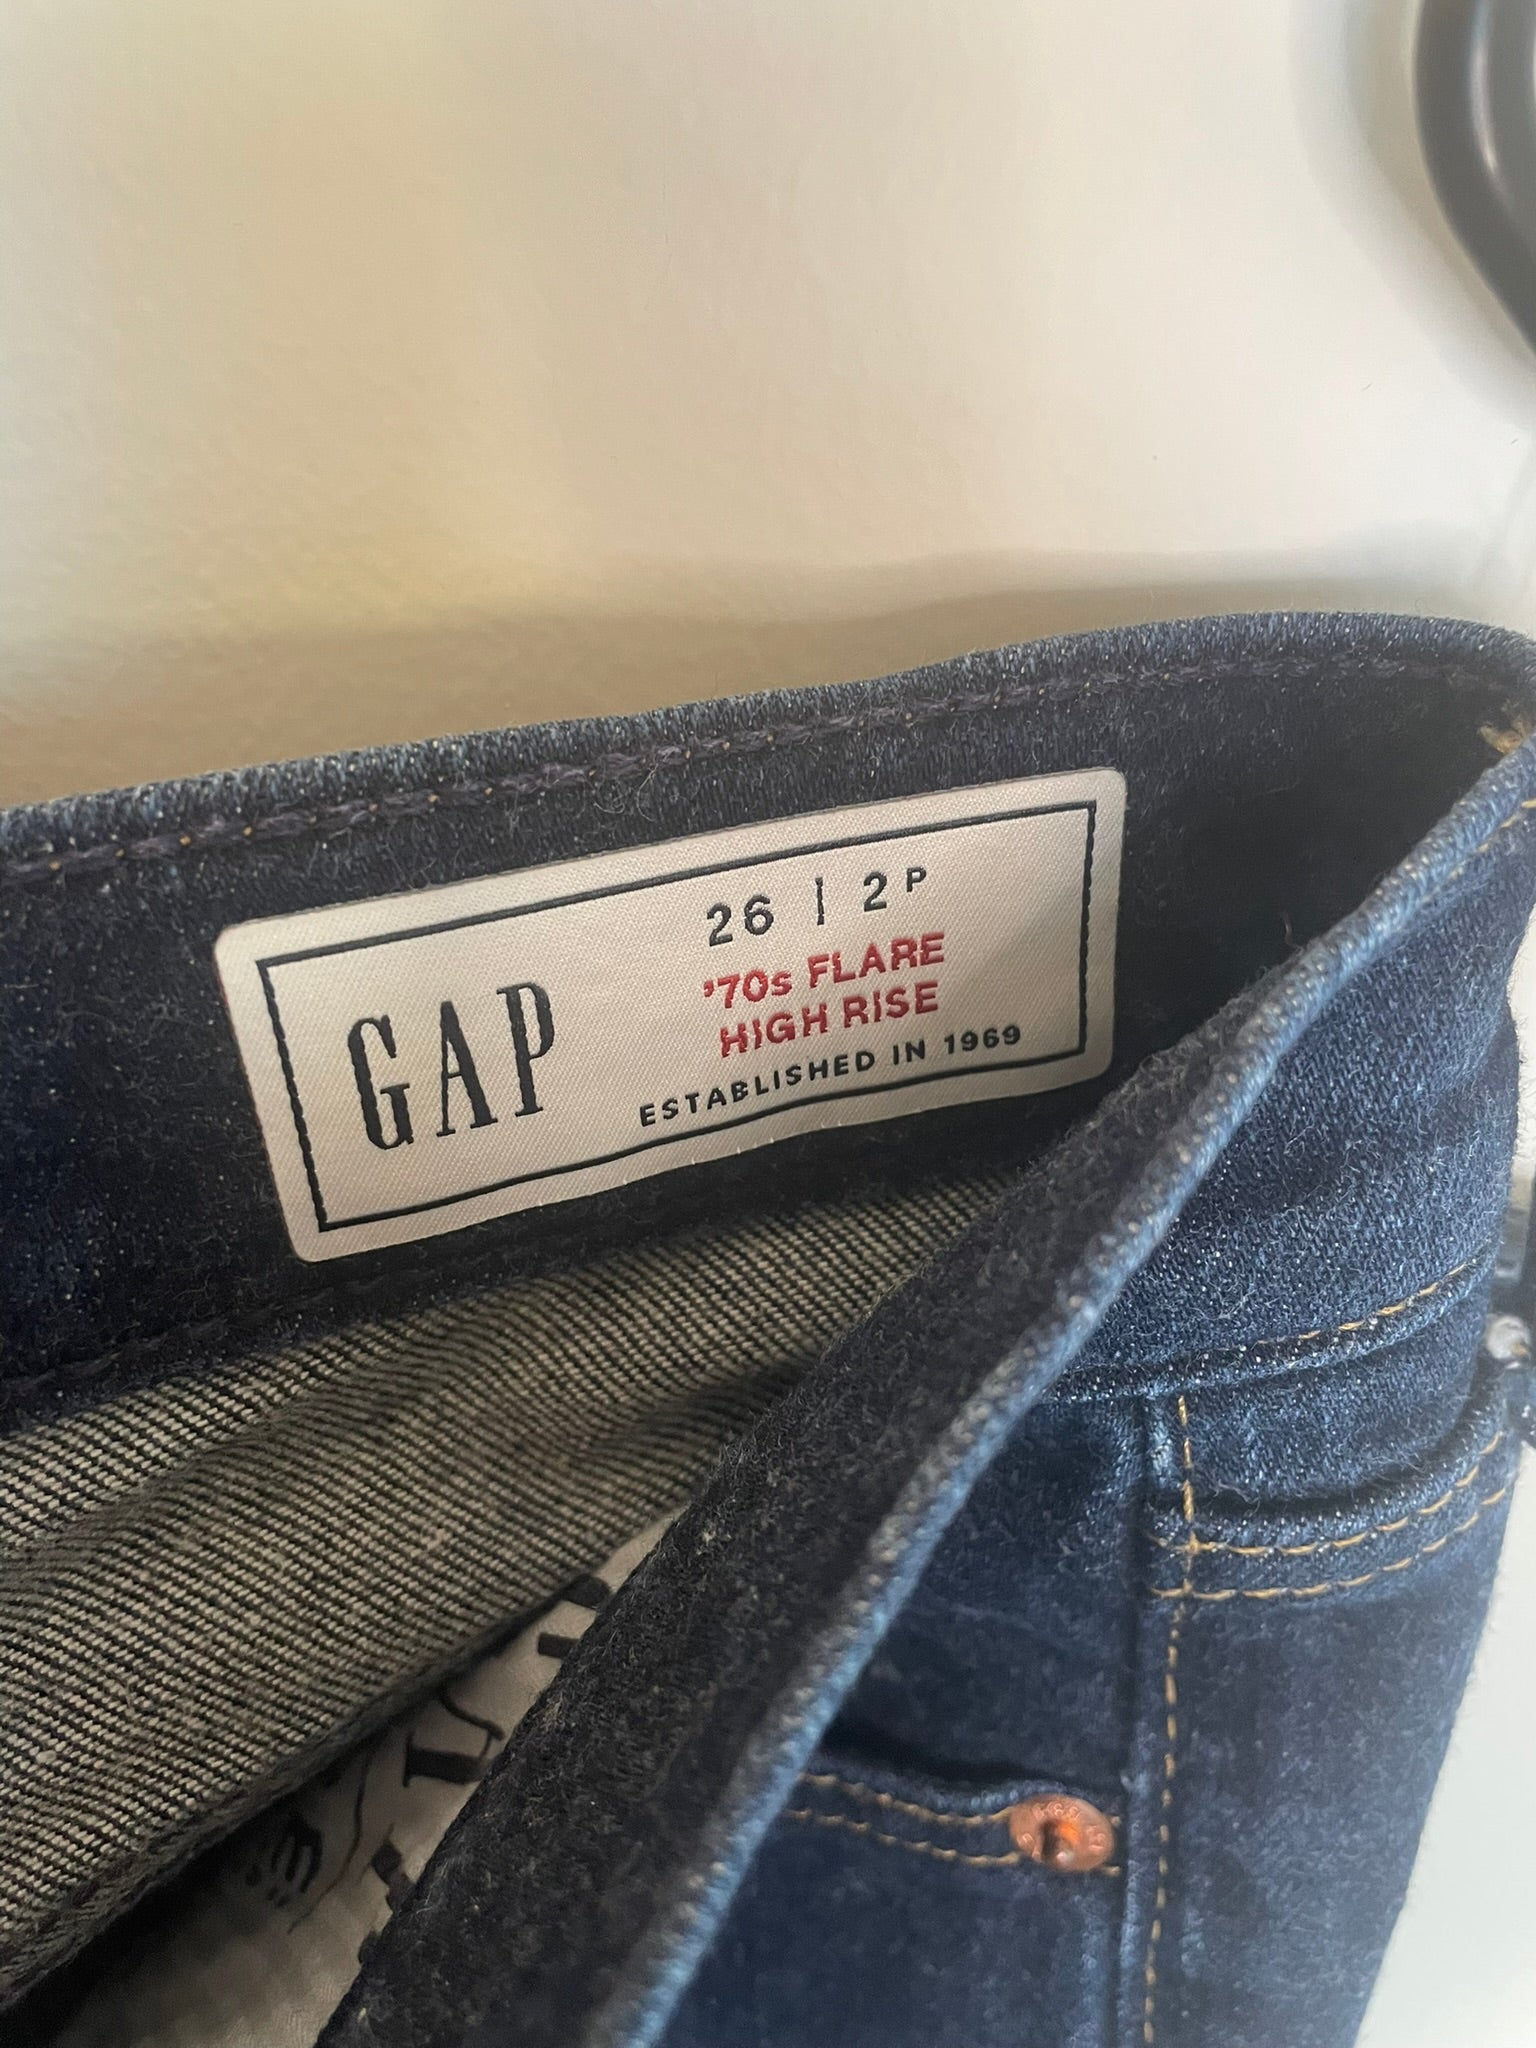 GAP
26 | 2P
'70s FLARE
HIGH RISE
ESTABLISHED IN 1969